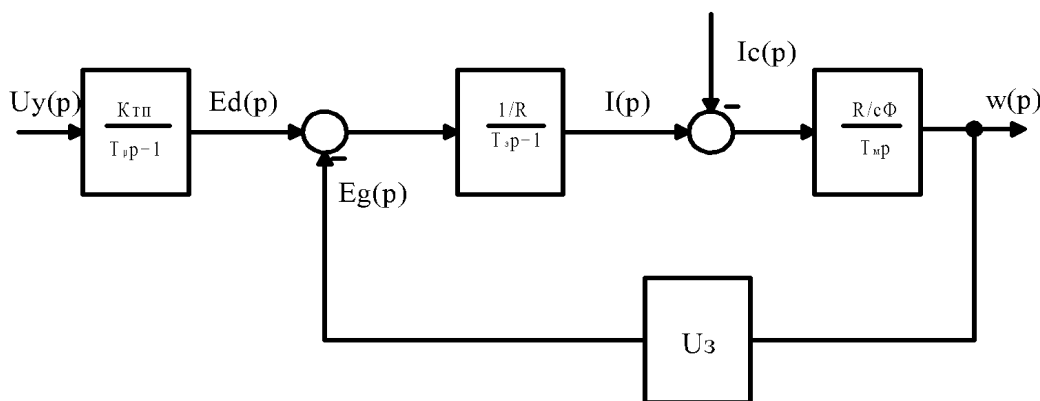 Uy(p)
Kтп
Tμp-1
Ed(p)
Eg(p)
1/R
Tэp-1
I(p)
Ic(p)
R/cФ
Tмp
w(p)
Uз